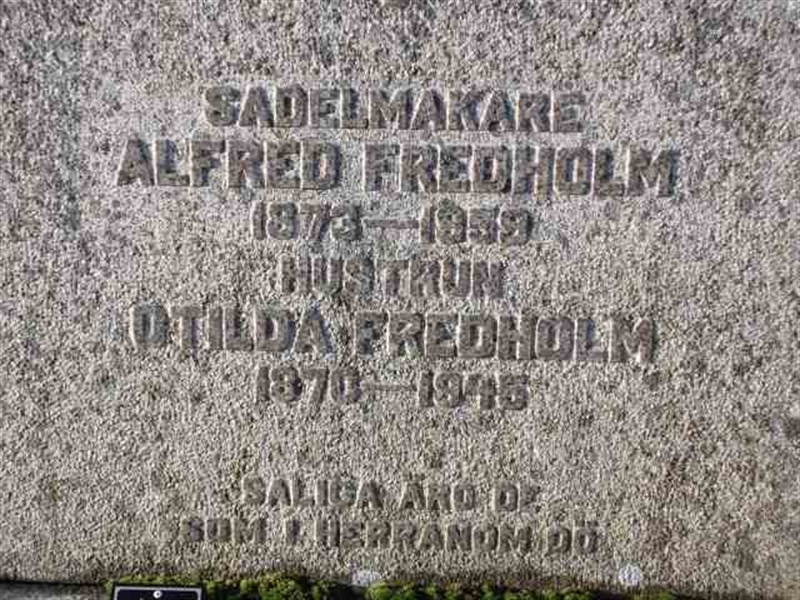 SADELMAKARE
ALFRED FREDHOLM
1873—1959
HUSTRUN
OTILDA FREDHOLM
1870—1945
SALIGA ÄRO DE
SOM I HERRANOM DÖ